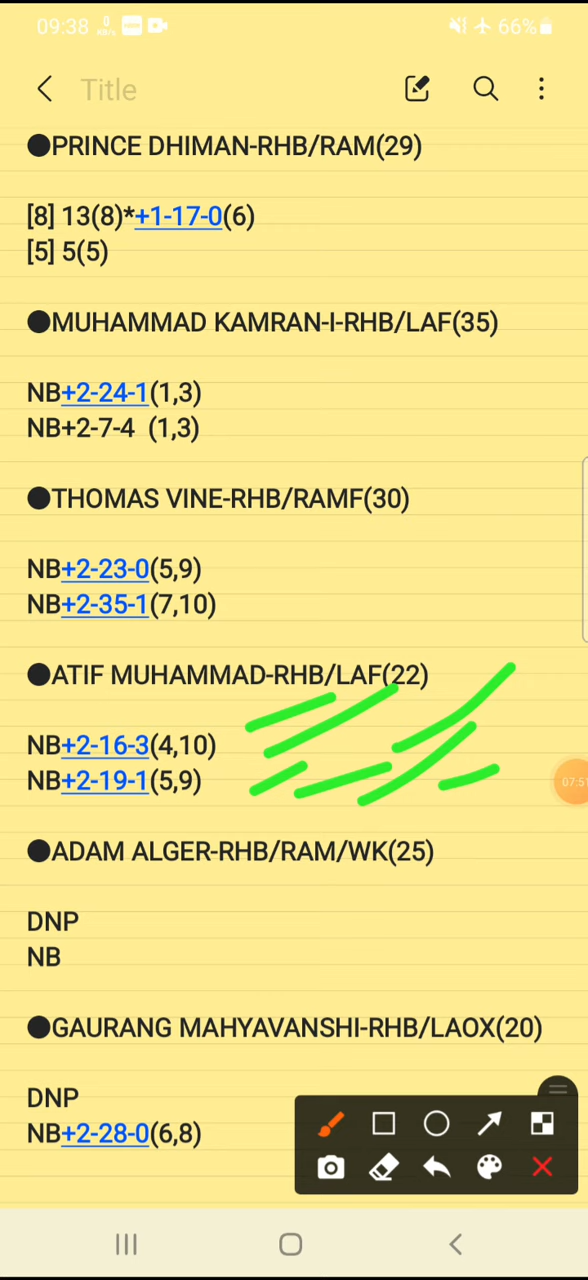 09:38
66%
Title
●PRINCE DHIMAN-RHB/RAM(29)
[8] 13(8)*+1-17-0(6)
[5] 5(5)
●MUHAMMAD KAMRAN-I-RHB/LAF(35)
NB+2-24-1(1,3)
NB+2-7-4 (1,3)
●THOMAS VINE-RHB/RAMF(30)
NB+2-23-0(5,9)
NB+2-35-1(7,10)
●ATIF MUHAMMAD-RHB/LAF(22)
NB+2-16-3(4,10)
NB+2-19-1(5,9)
07:51
●ADAM ALGER-RHB/RAM/WK(25)
DNP
NB
●GAURANG MAHYAVANSHI-RHB/LAOX(20)
DNP
NB+2-28-0(6,8)